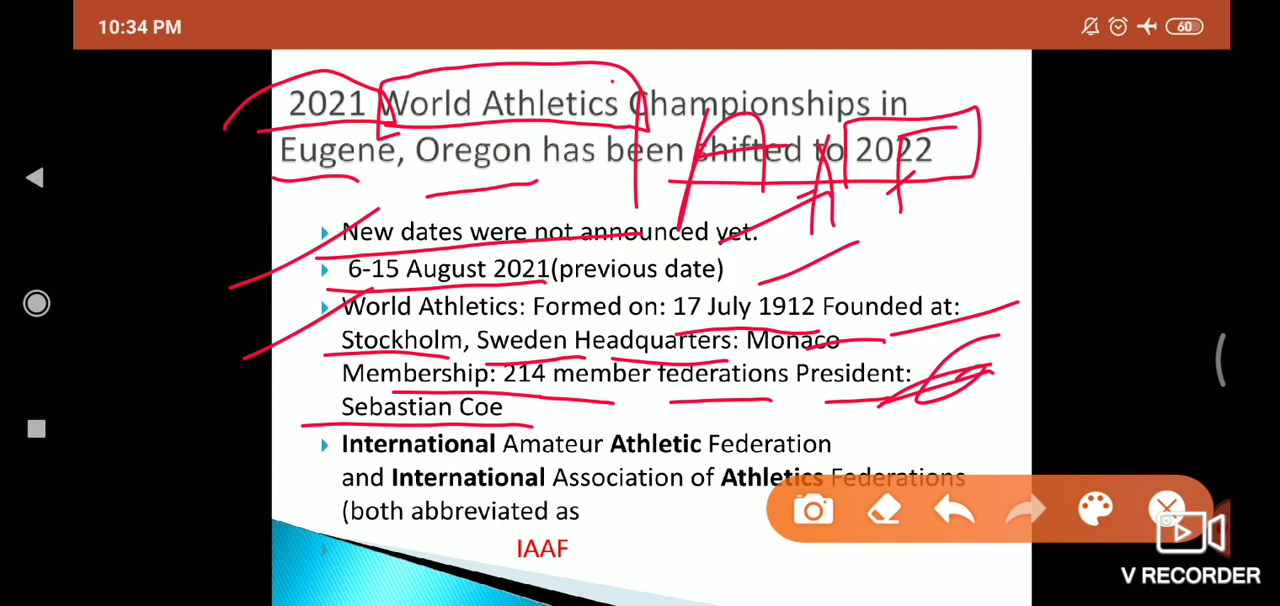 10:34 PM
60
2021 World Athletics Championships in
Eugene, Oregon has been shifted to 2022
New dates were not announced yet.
6-15 August 2021(previous date)
World Athletics: Formed on: 17 July 1912 Founded at:
Stockholm, Sweden Headquarters: Monaco
Membership: 214 member federations President:
Sebastian Coe
International Amateur Athletic Federation
and International Association of Athletics Federations
(both abbreviated as
IAAF
V RECORDER